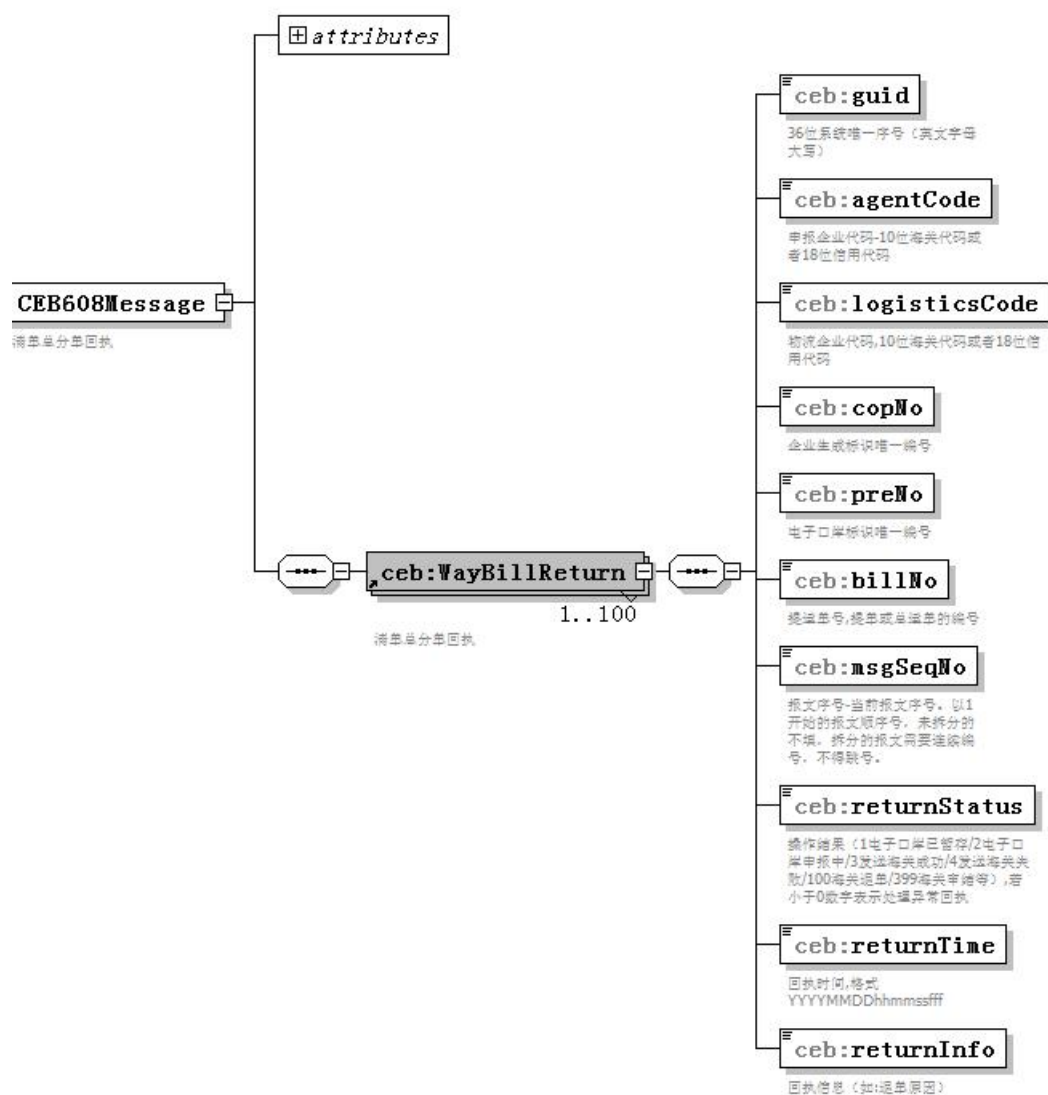 attributes
ceb:guid
36位系统唯一序号（英文字母
大写）
ceb:agentCode
申报企业代码-10位海关代码或
者18位信用代码
CEB608Message
清单总分单回执
ceb:logisticsCode
物流企业代码,10位海关代码或者18位信
用代码
ceb:copNo
企业生成标识唯一编号
ceb:preNo
电子口岸标识唯一编号
ceb:WayBillReturn
1..100
清单总分单回执
ceb:billNo
提运单号,提单或总运单的编号
ceb:msgSeqNo
报文序号-当前报文序号。以1
开始的报文顺序号，未拆分的
不填，拆分的报文需要连续编
号，不得跳号。
ceb:returnStatus
操作结果（1电子口岸已暂存/2电子口
岸申报中/3发送海关成功/4发送海关失
败/100海关退单/399海关审结等）,若
小于0数字表示处理异常回执
ceb:returnTime
回执时间,格式
YYYYMMDDhhmmssfff
ceb:returnInfo
回执信息（如:退单原因）